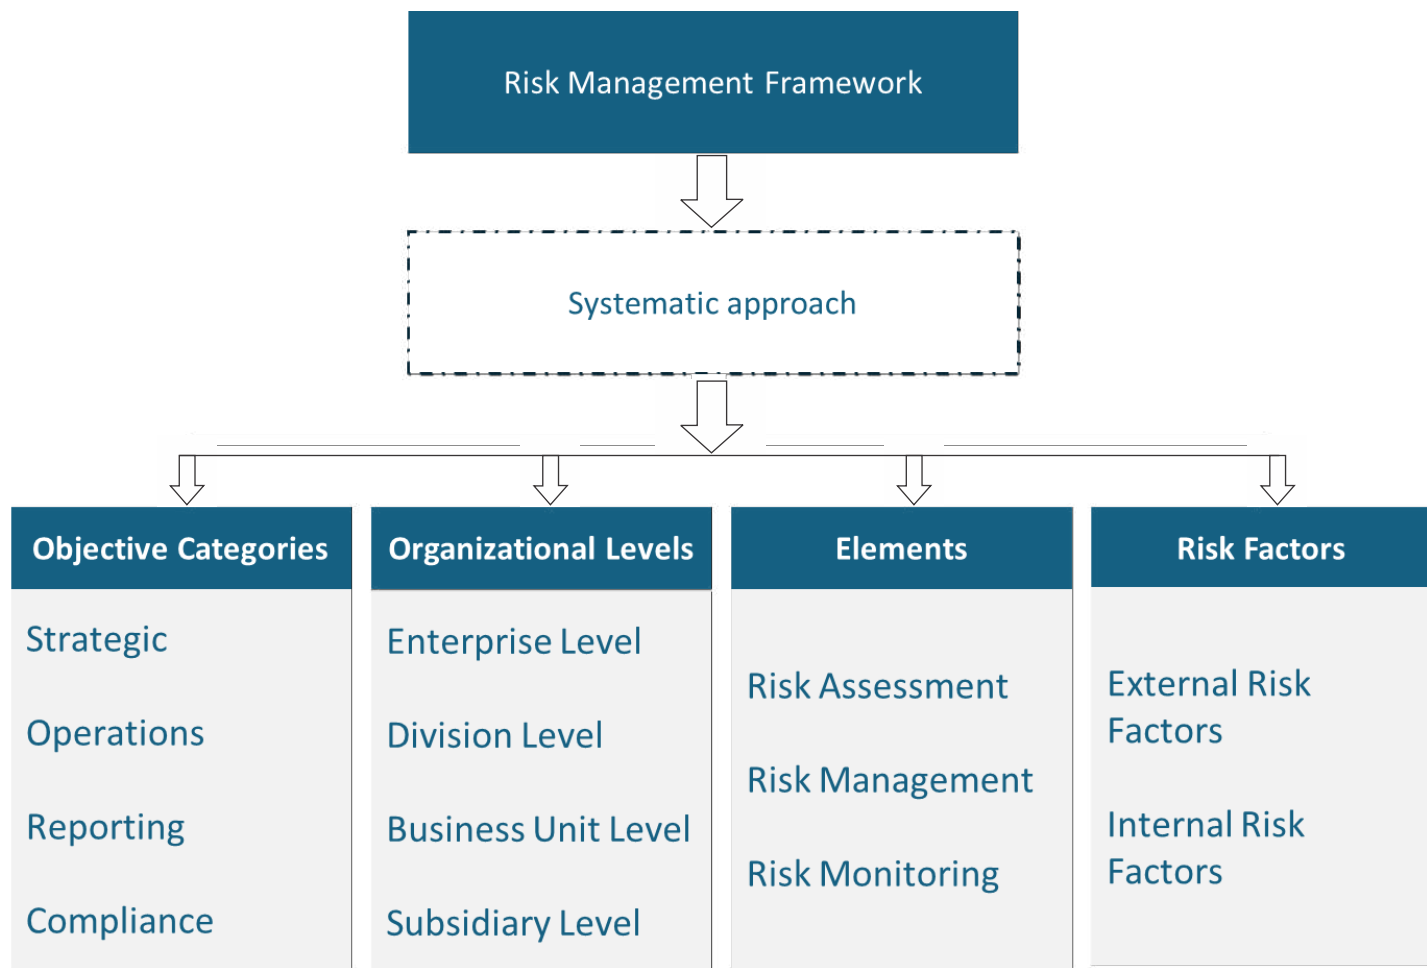 Risk Management Framework
Systematic approach
Objective Categories
Strategic
Operations
Reporting
Compliance
Organizational Levels
Enterprise Level
Division Level
Business Unit Level
Subsidiary Level
Elements
Risk Assessment
Risk Management
Risk Monitoring
Risk Factors
External Risk
Factors
Internal Risk
Factors